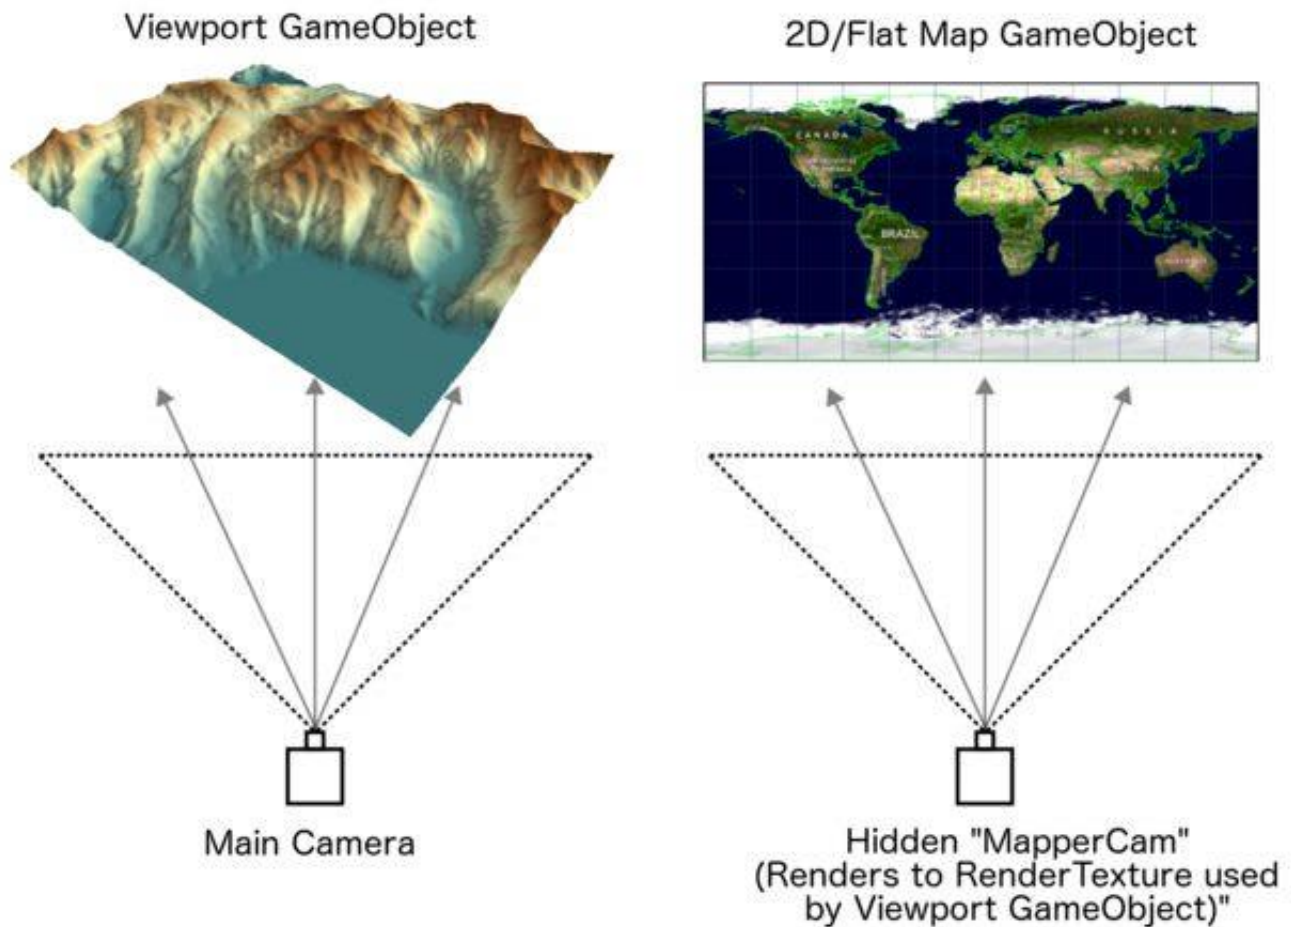 Viewport GameObject
2D/Flat Map GameObject
CANADA
RUSSIA
BRAZIL
Main Camera
Hidden "MapperCam"
(Renders to RenderTexture used
by Viewport GameObject)"